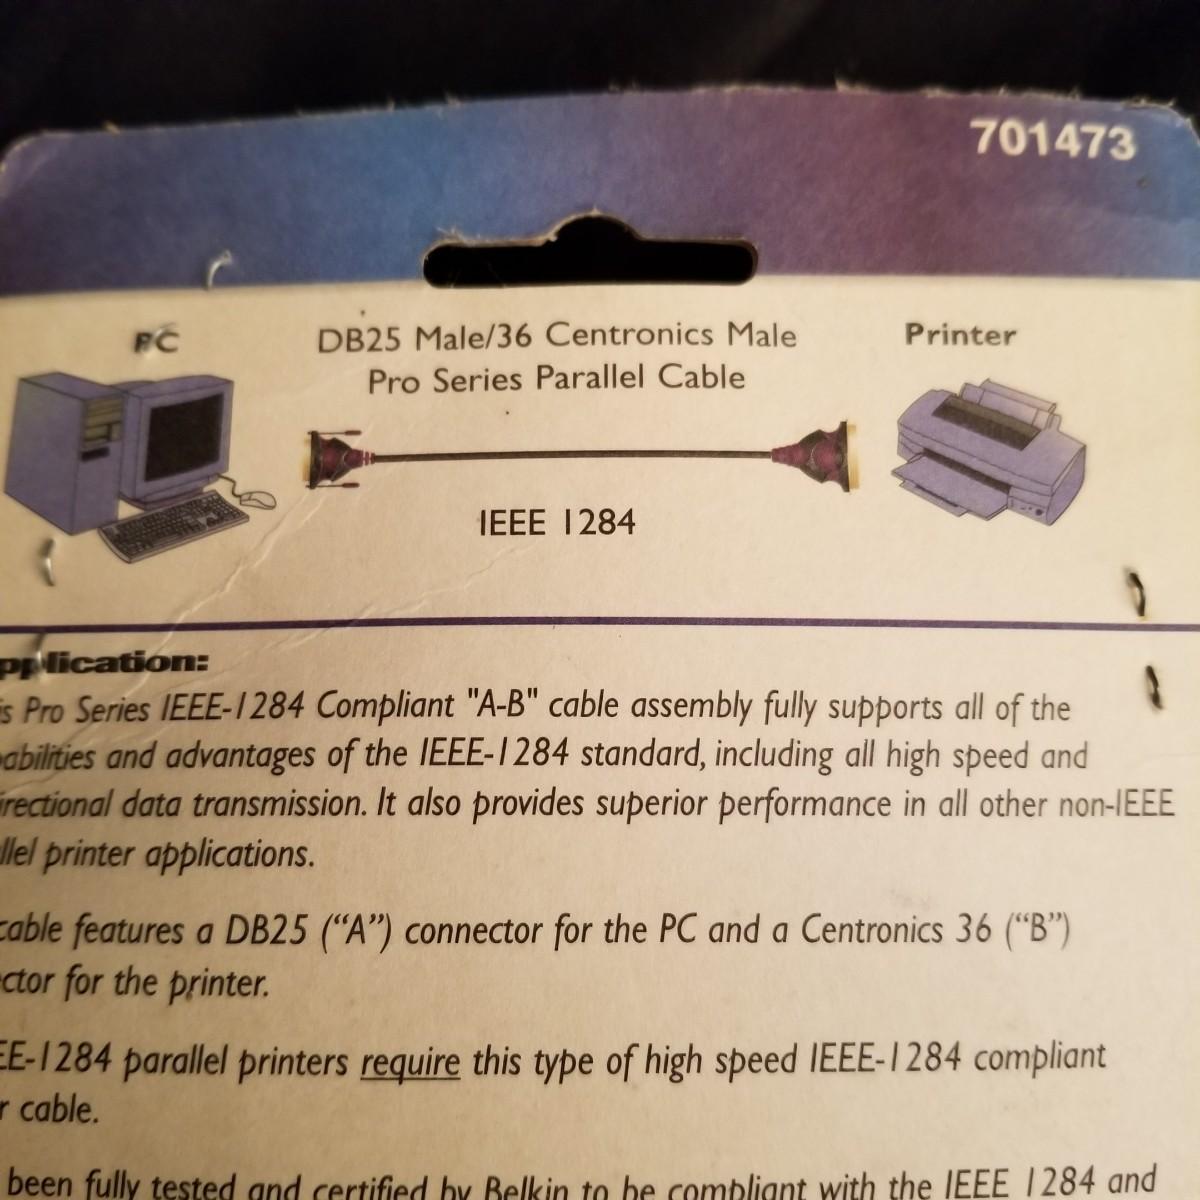 701473
PC
DB25 Male/36 Centronics Male
Pro Series Parallel Cable
Printer
IEEE 1284
pplication:
is Pro Series IEEE-1284 Compliant "A-B" cable assembly fully supports all of the
abilities and advantages of the IEEE-1284 standard, including all high speed and
irectional data transmission. It also provides superior performance in all other non-IEEE
llel printer applications.
cable features a DB25 (“A”) connector for the PC and a Centronics 36 (“B”)
ctor for the printer.
EE-1284 parallel printers require this type of high speed IEEE-1284 compliant
r cable.
been fully tested and certified by Belkin to be compliant with the IEEE 1284 and